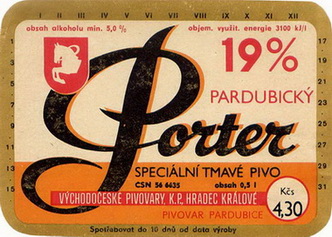 I II III IV V VI VII VIII IX X XI XII
obsah alkoholu min. 5,0 %
objem. využit. energie 3100 kJ/l
19%
PARDUBICKÝ
Porter
SPECIÁLNÍ TMAVÉ PIVO
ČSN 56 6635 obsah 0,5 l
VÝCHODOČESKÉ PIVOVARY, K.P., HRADEC KRÁLOVÉ
Kčs
4,30
PIVOVAR PARDUBICE
Spotřebovat do 10 dnů od data výroby